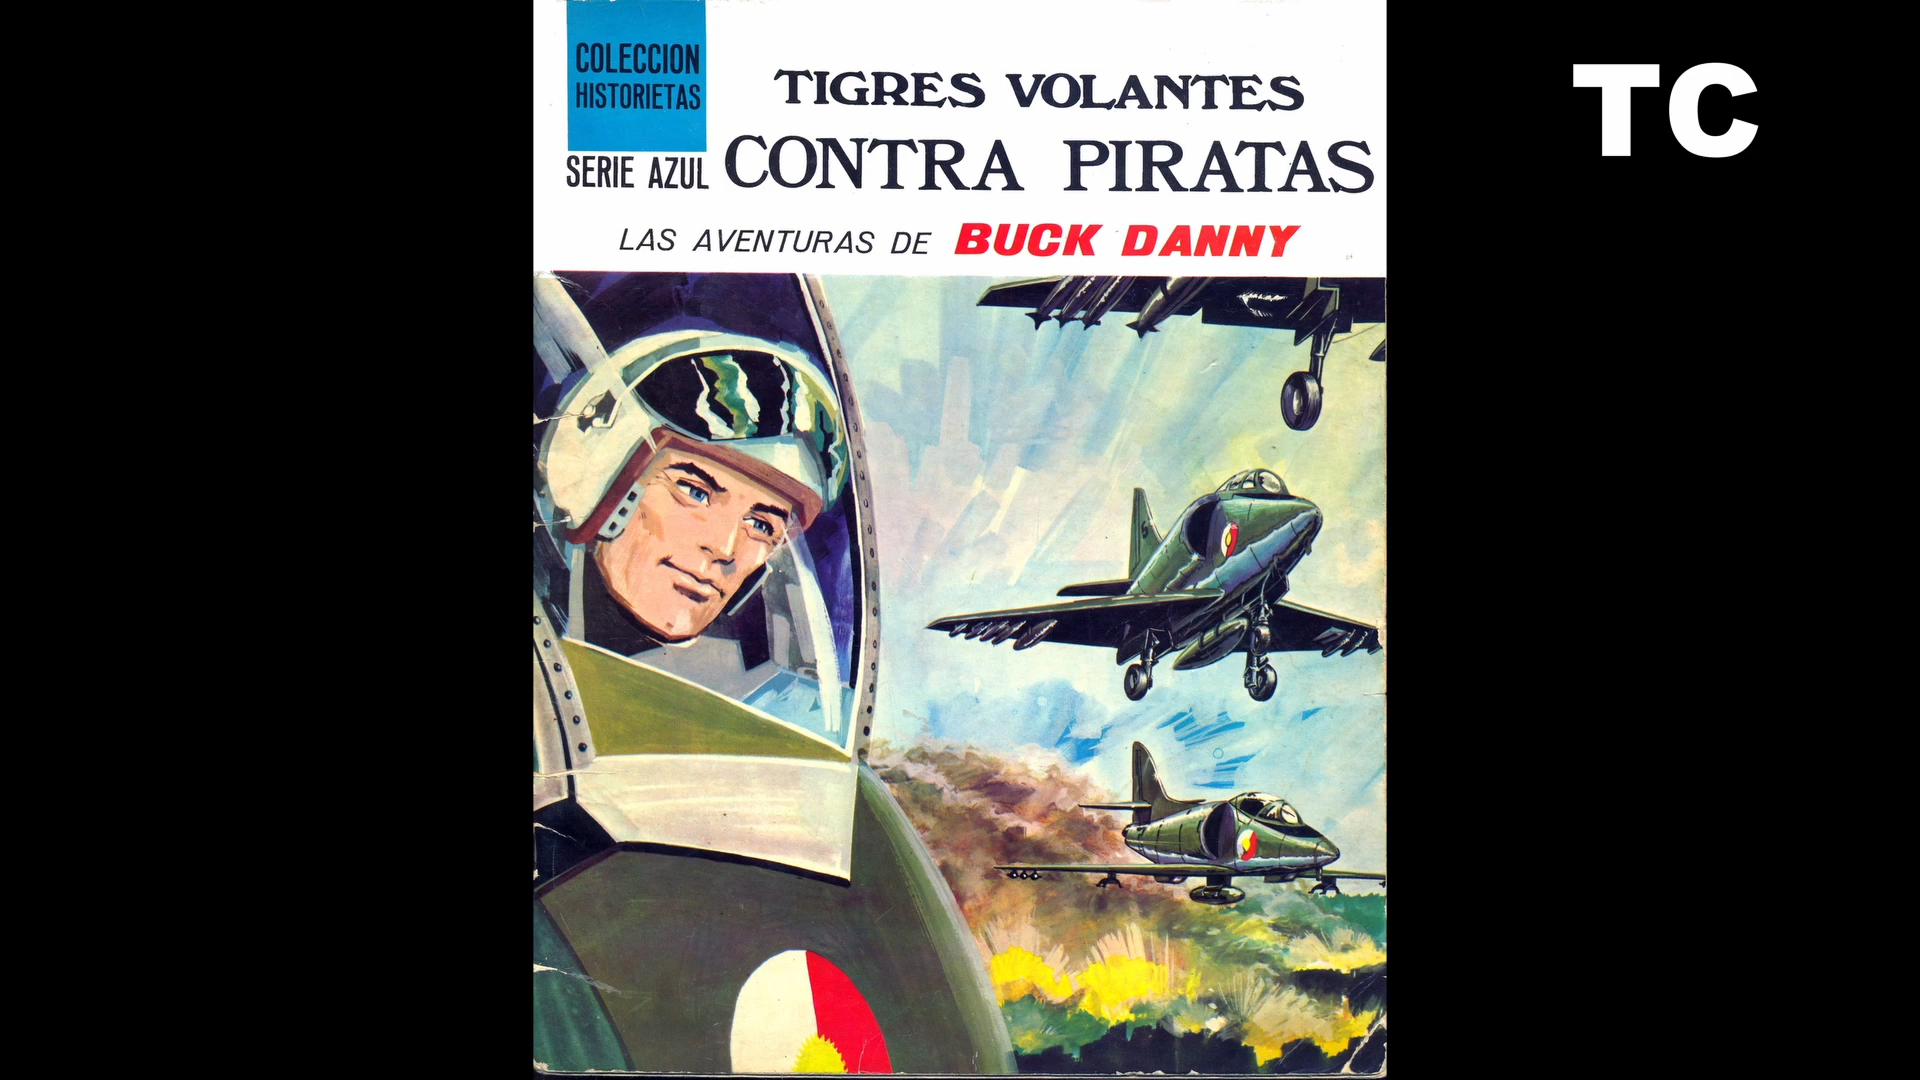 COLECCION
HISTORIETAS
SERIE AZUL
TIGRES VOLANTES
CONTRA PIRATAS
LAS AVENTURAS DE BUCK DANNY
TC